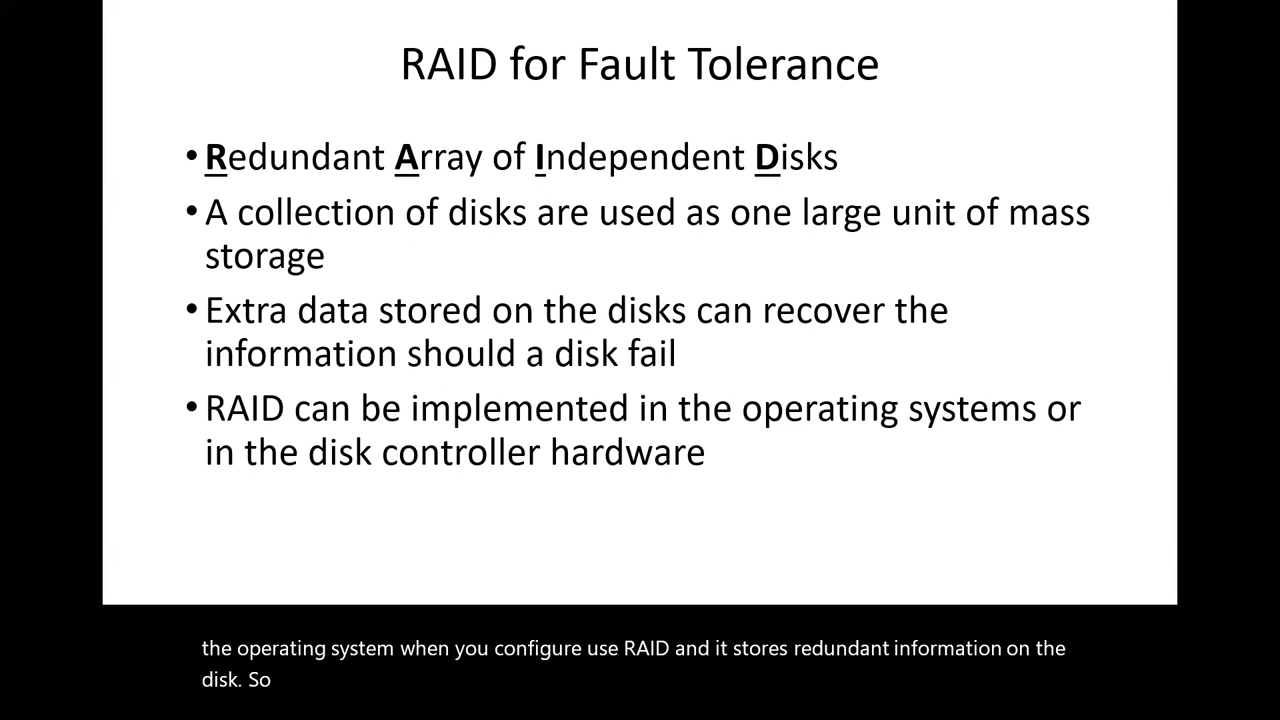 RAID for Fault Tolerance
• Redundant Array of Independent Disks
• A collection of disks are used as one large unit of mass
storage
• Extra data stored on the disks can recover the
information should a disk fail
• RAID can be implemented in the operating systems or
in the disk controller hardware
the operating system when you configure use RAID and it stores redundant information on the
disk. So